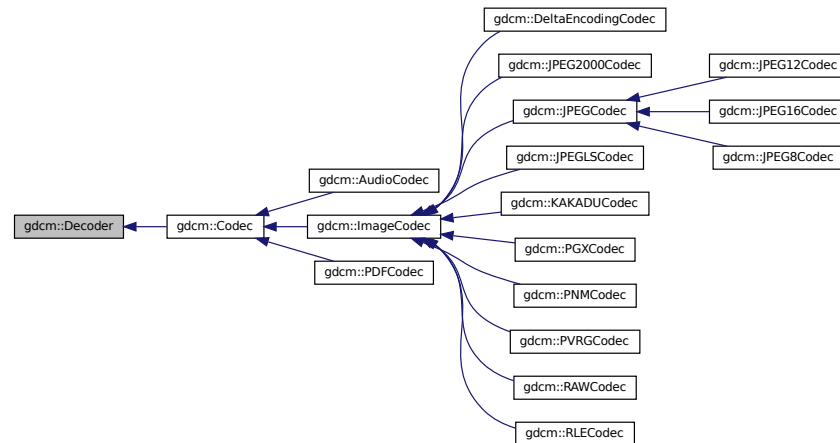 gdcm::DeltaEncodingCodec
gdcm::JPEG2000Codec
gdcm::JPEG12Codec
gdcm::JPEGCodec
gdcm::JPEG16Codec
gdcm::JPEGLSCodec
gdcm::JPEG8Codec
gdcm::AudioCodec
gdcm::KAKADUCodec
gdcm::Decoder
gdcm::Codec
gdcm::ImageCodec
gdcm::PGXCodec
gdcm::PDFCodec
gdcm::PNMCodec
gdcm::PVRGCodec
gdcm::RAWCodec
gdcm::RLECodec